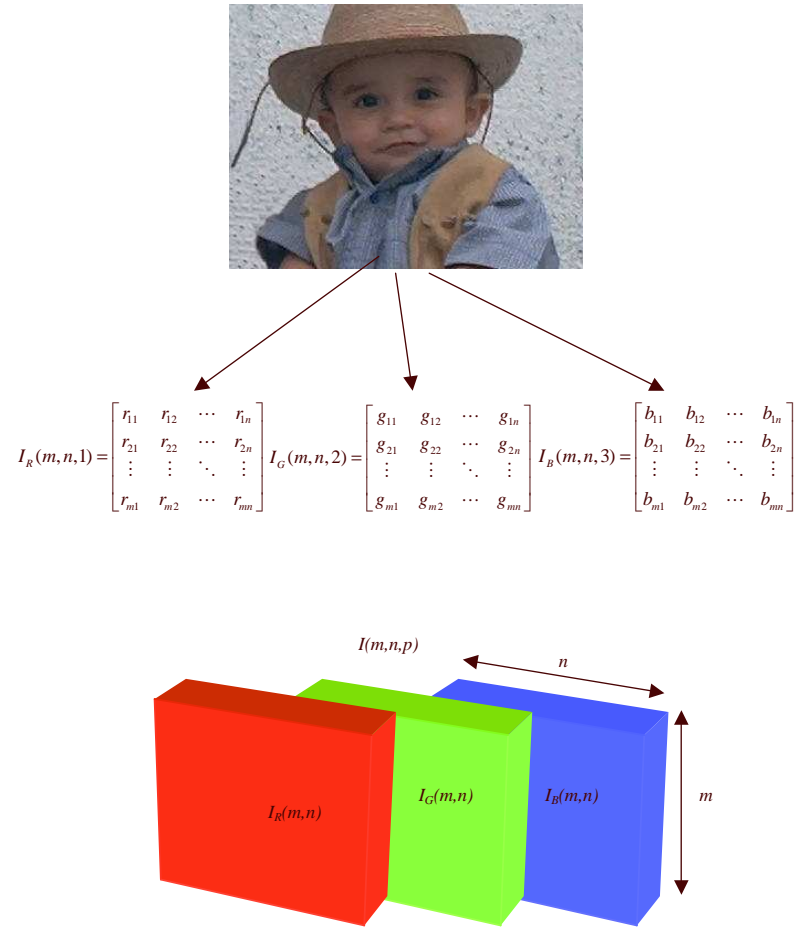 I_R(m,n,1) = [r_11 r_12 ⋯ r_1n
r_21 r_22 ⋯ r_2n
⋮ ⋮ ⋱ ⋮
r_m1 r_m2 ⋯ r_mn]
I_G(m,n,2) = [g_11 g_12 ⋯ g_1n
g_21 g_22 ⋯ g_2n
⋮ ⋮ ⋱ ⋮
g_m1 g_m2 ⋯ g_mn]
I_B(m,n,3) = [b_11 b_12 ⋯ b_1n
b_21 b_22 ⋯ b_2n
⋮ ⋮ ⋱ ⋮
b_m1 b_m2 ⋯ b_mn]
I(m,n,p)
n
I_R(m,n)
I_G(m,n)
I_B(m,n)
m